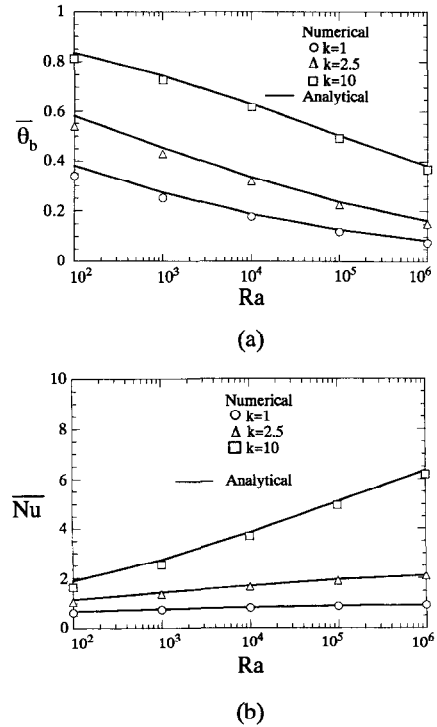 1
Numerical
k=1
k=2.5
k=10
Analytical
0.8
0.6
θ̄b
0.4
0.2
0
10² 10³ 10⁴ 10⁵ 10⁶
Ra
(a)
10
Numerical
k=1
k=2.5
k=10
Analytical
8
6
N̅u̅
4
2
0
10² 10³ 10⁴ 10⁵ 10⁶
Ra
(b)